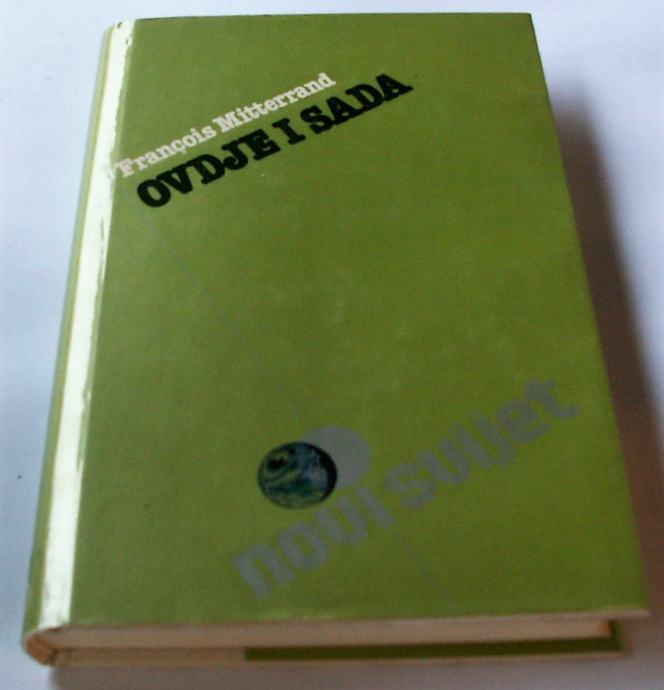 François Mitterrand
OVDJE I SADA
novi svijet